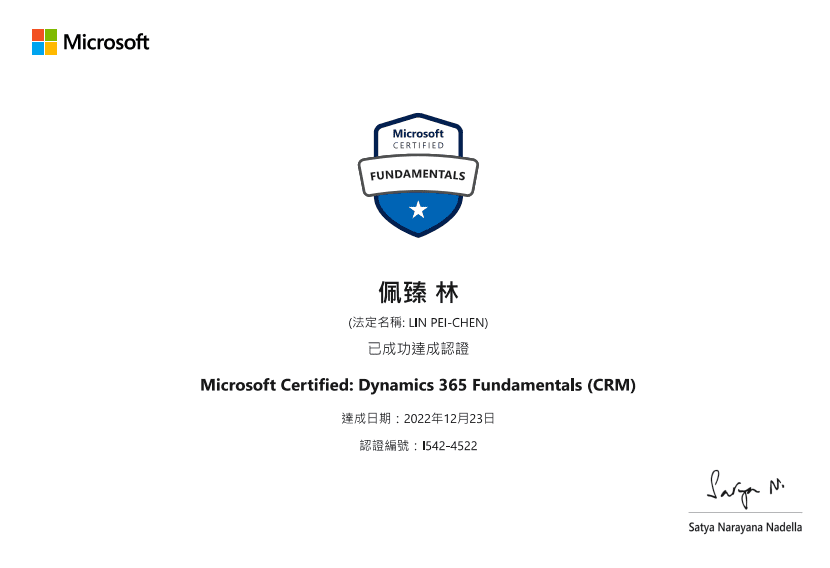 Microsoft
Microsoft
CERTIFIED
FUNDAMENTALS
佩臻 林
(法定名稱: LIN PEI-CHEN)
已成功達成認證
Microsoft Certified: Dynamics 365 Fundamentals (CRM)
達成日期：2022年12月23日
認證編號：I542-4522
Satya N.
Satya Narayana Nadella